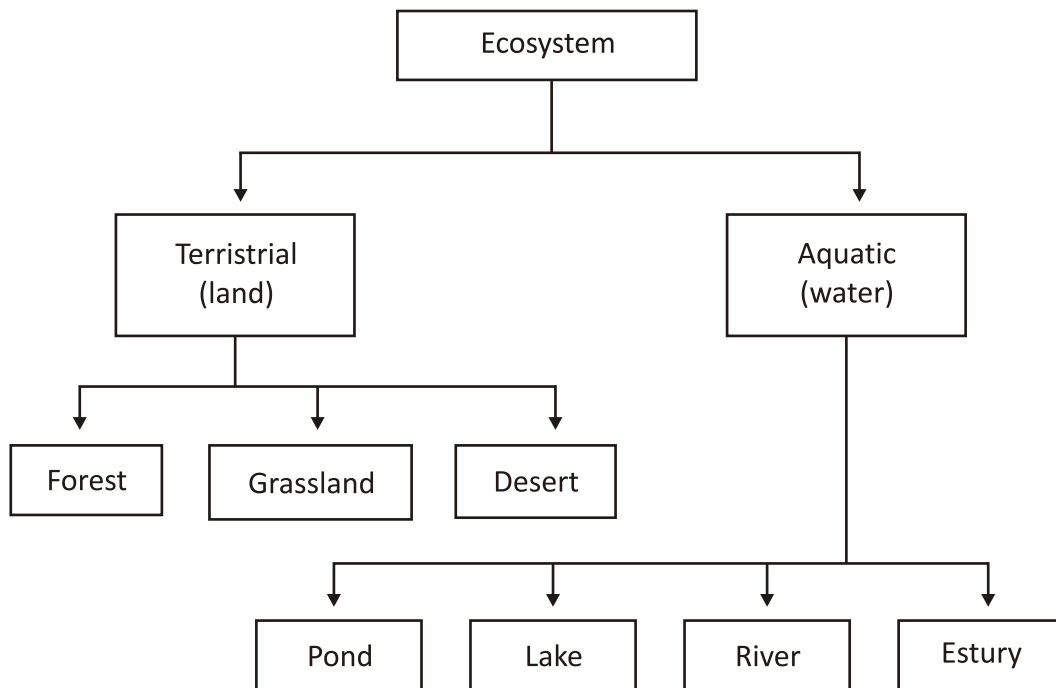 Ecosystem
Terristrial
(land)
Aquatic
(water)
Forest
Grassland
Desert
Pond
Lake
River
Estury